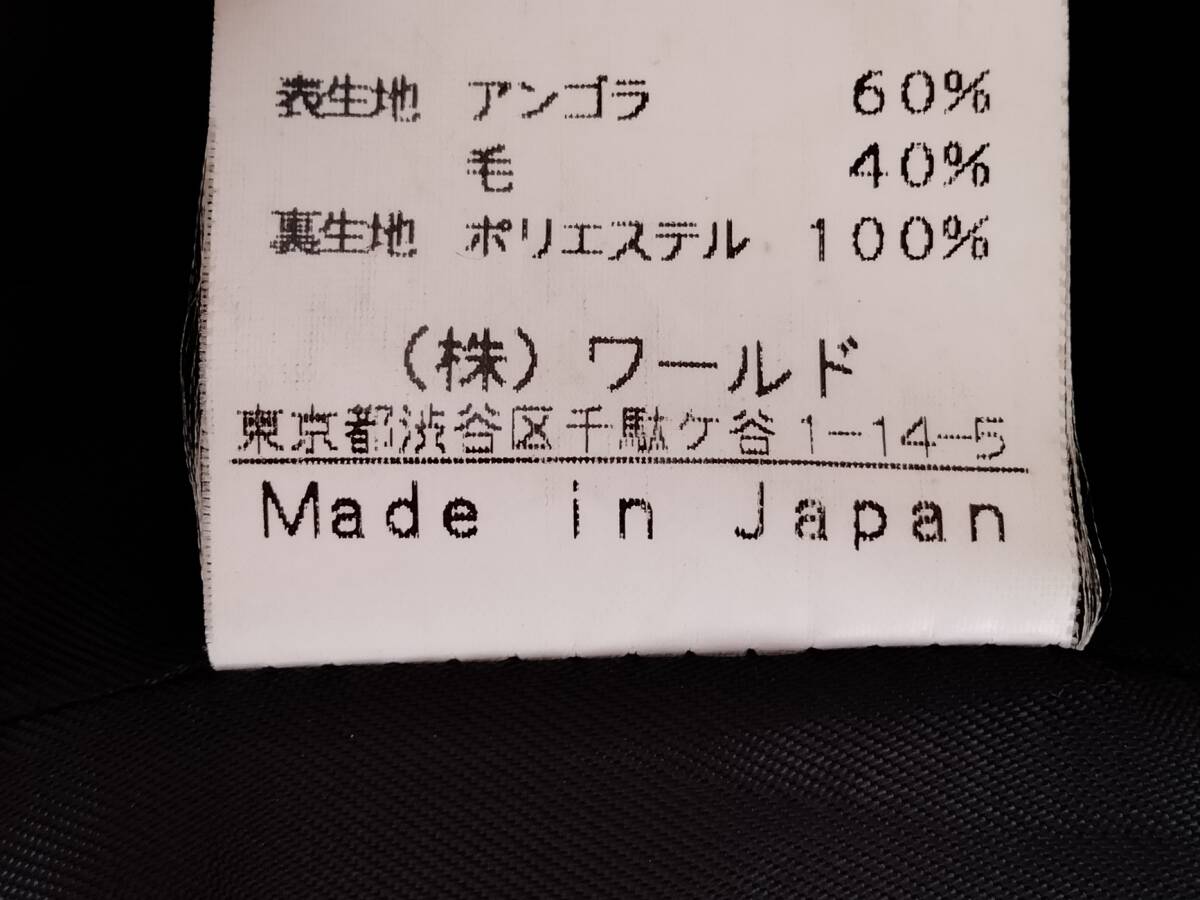 表生地 アンゴラ 60%
毛 40%
裏生地 ポリエステル 100%
(株) ワールド
東京都渋谷区千駄ケ谷1-14-5
Made in Japan